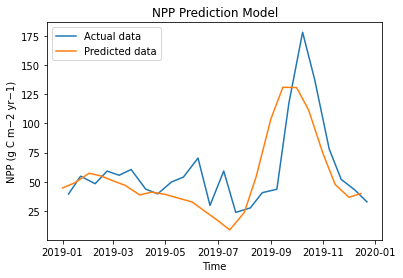 NPP Prediction Model
Actual data
Predicted data
NPP (g C m−2 yr−1)
175
150
125
100
75
50
25
2019-01 2019-03 2019-05 2019-07 2019-09 2019-11 2020-01
Time